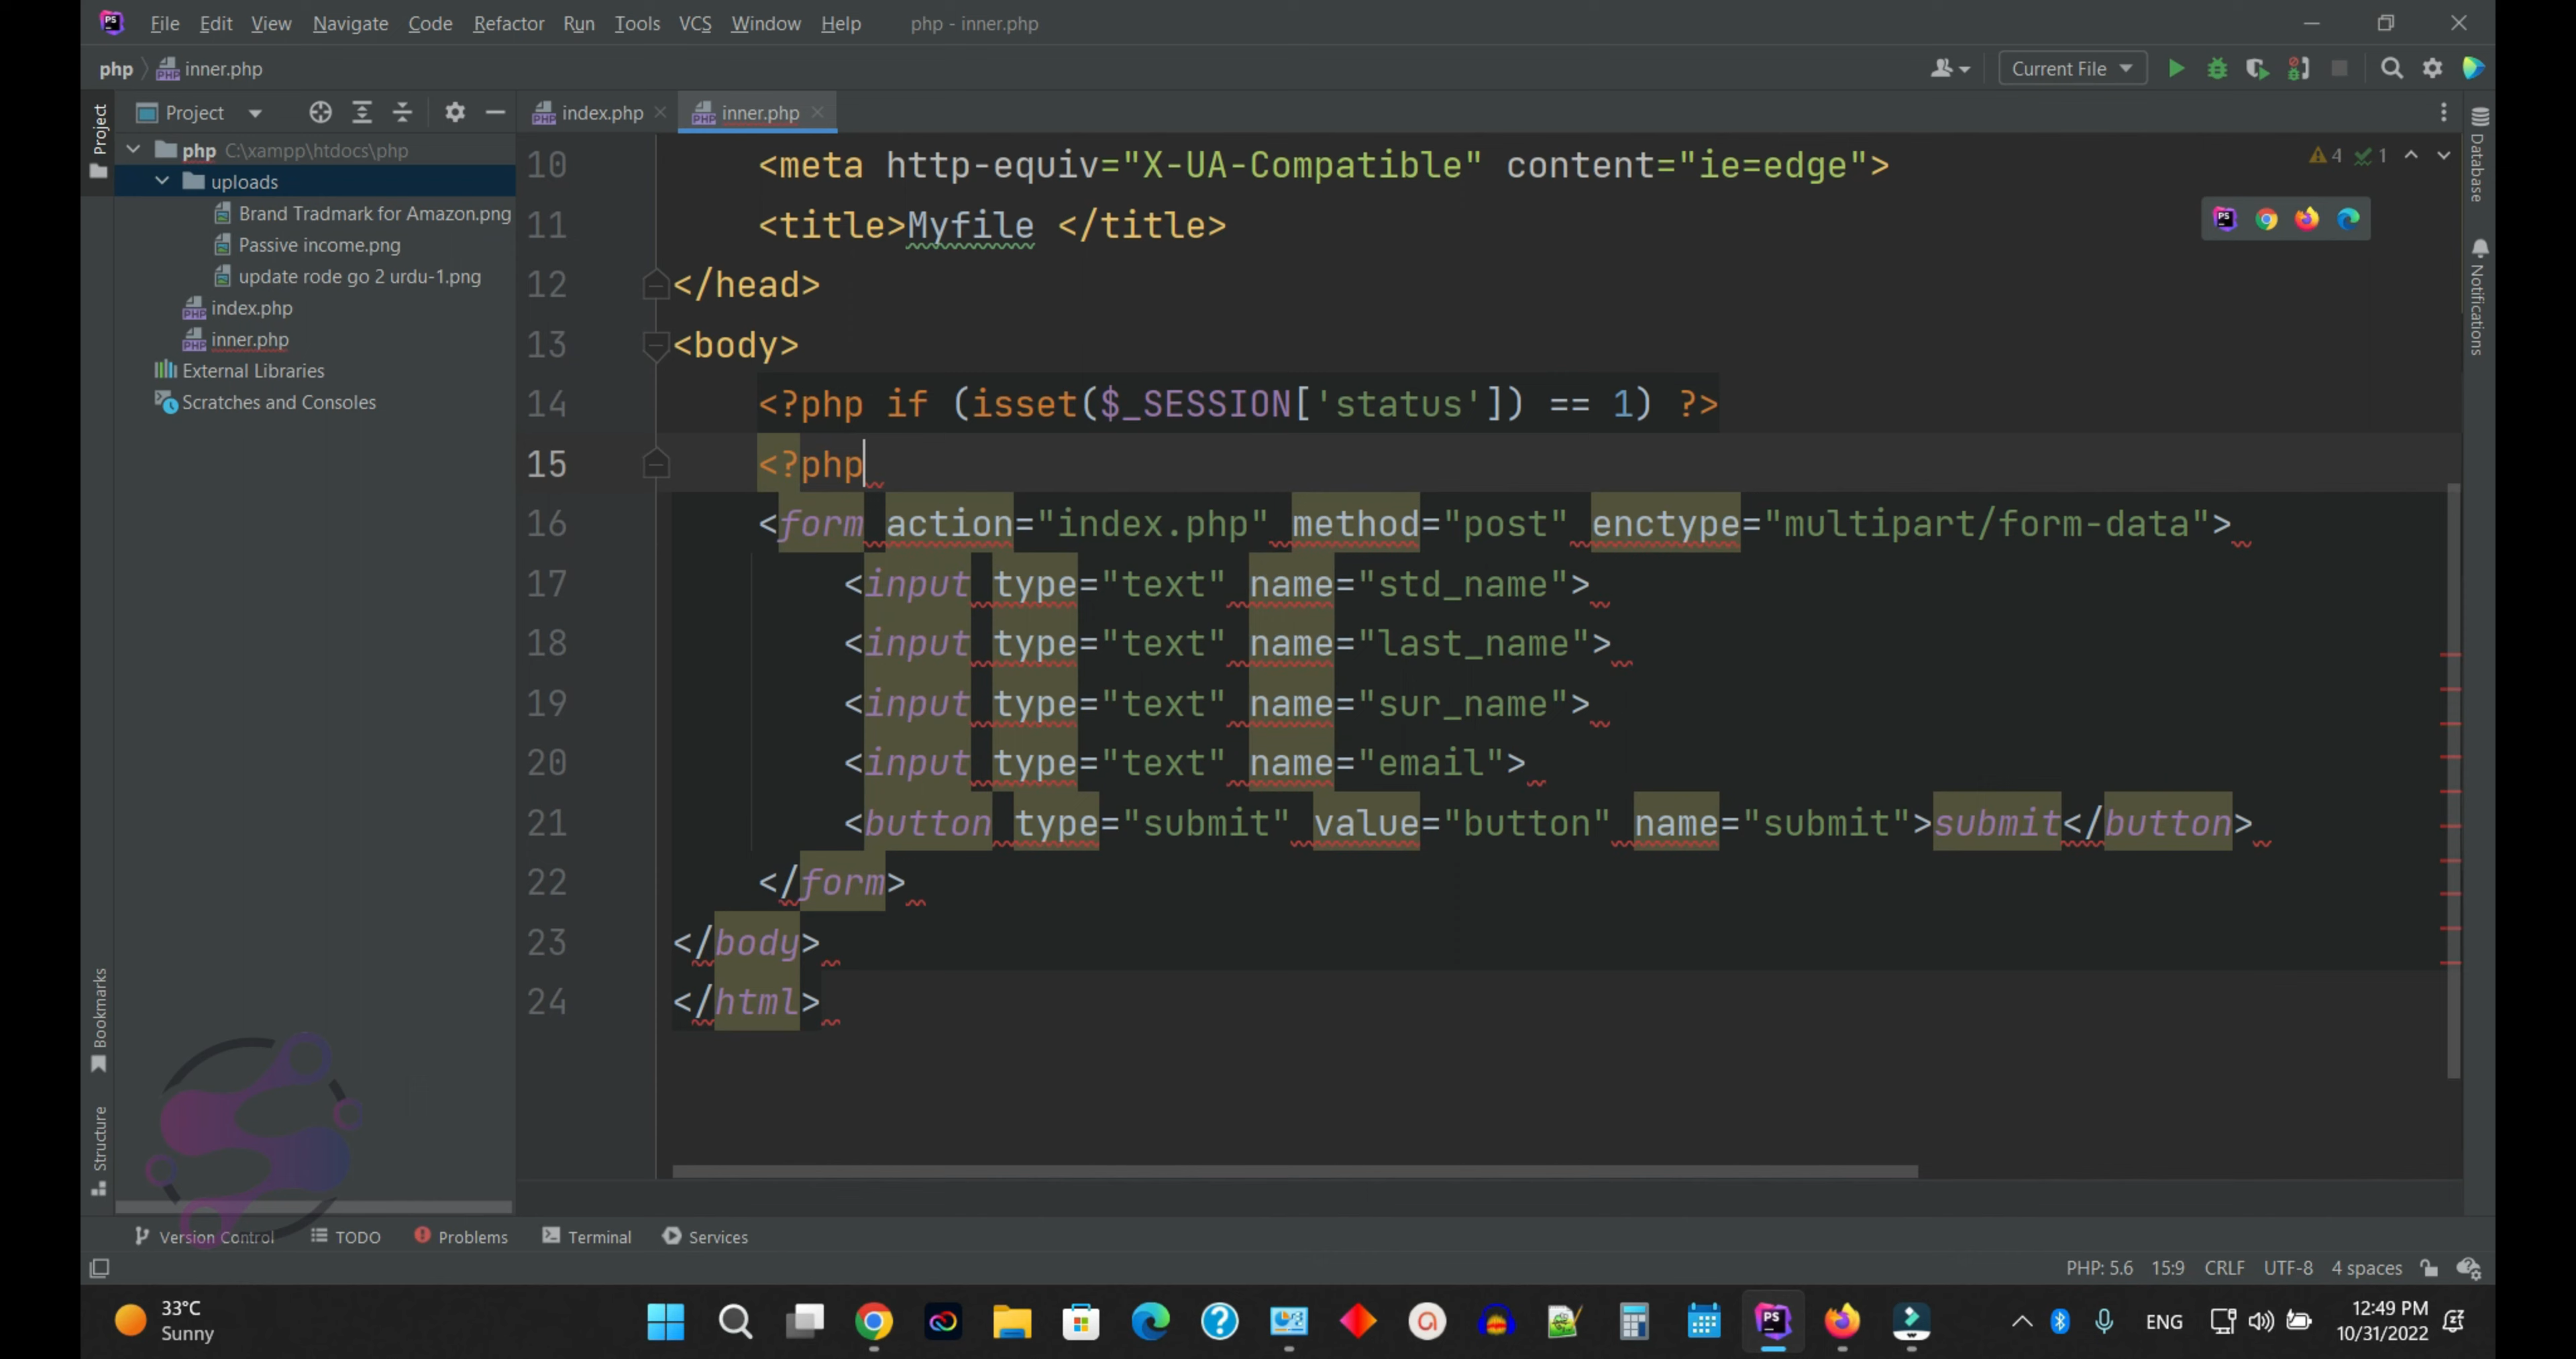 File Edit View Navigate Code Refactor Run Tools VCS Window Help php - inner.php
php inner.php Current File
Project index.php inner.php
Project
php C:\xampp\htdocs\php
uploads
Brand Tradmark for Amazon.png
Passive income.png
update rode go 2 urdu-1.png
index.php
inner.php
External Libraries
Scratches and Consoles
Bookmarks
Structure
10 <meta http-equiv="X-UA-Compatible" content="ie=edge">
11 <title>Myfile </title>
12 </head>
13 <body>
14 <?php if (isset($_SESSION['status']) == 1) ?>
15 <?php
16 <form action="index.php" method="post" enctype="multipart/form-data">
17 <input type="text" name="std_name">
18 <input type="text" name="last_name">
19 <input type="text" name="sur_name">
20 <input type="text" name="email">
21 <button type="submit" value="button" name="submit">submit</button>
22 </form>
23 </body>
24 </html>
4 1
Database
Notifications
Version Control TODO Problems Terminal Services
PHP: 5.6 15:9 CRLF UTF-8 4 spaces
33°C
Sunny
ENG
12:49 PM
10/31/2022